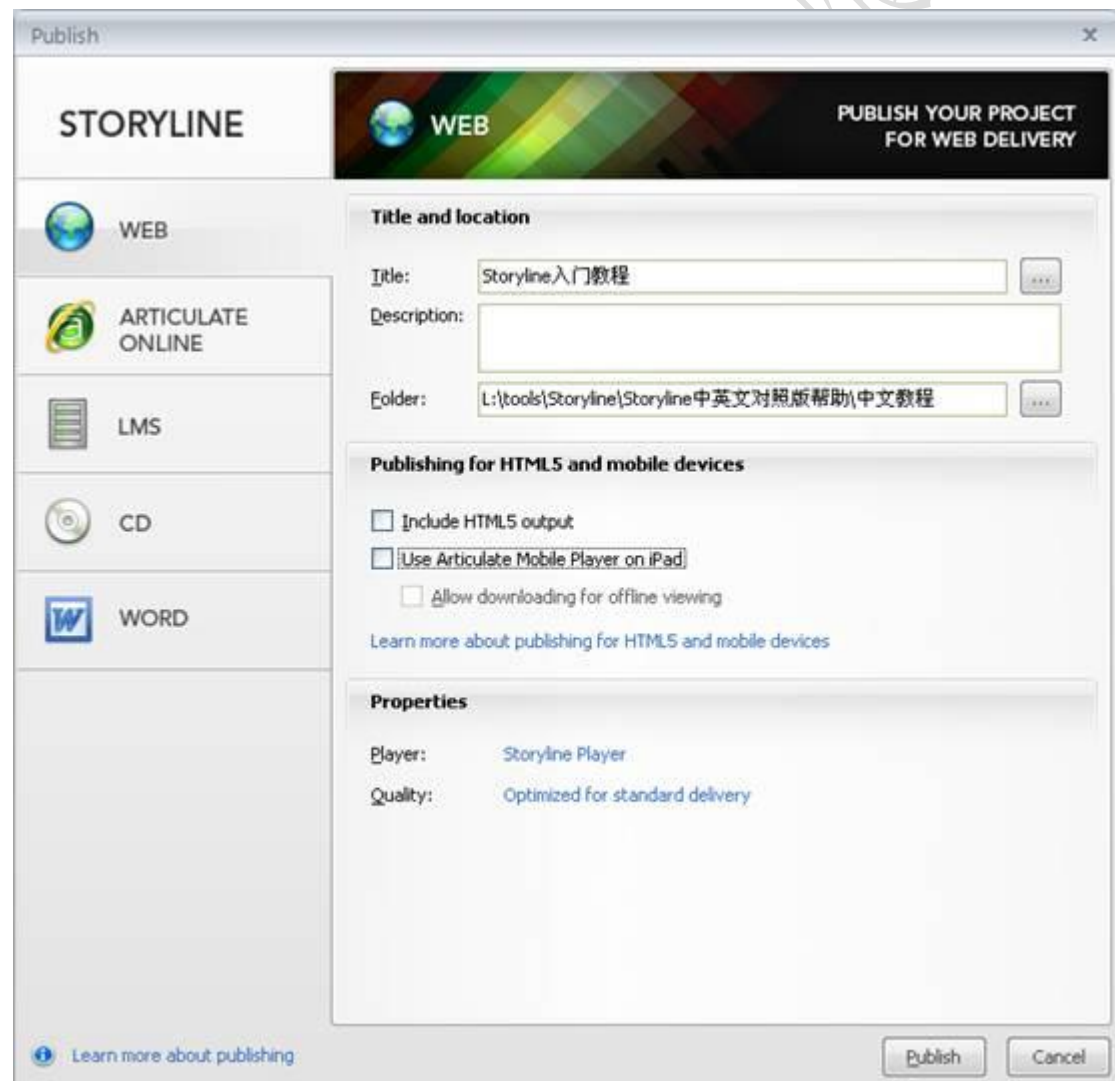 Publish
STORYLINE
WEB
PUBLISH YOUR PROJECT
FOR WEB DELIVERY
WEB
ARTICULATE
ONLINE
LMS
CD
WORD
Title and location
Title:
Storyline入门教程
...
Description:
Folder:
L:\tools\Storyline\Storyline中英文对照版帮助\中文教程
...
Publishing for HTML5 and mobile devices
Include HTML5 output
Use Articulate Mobile Player on iPad
Allow downloading for offline viewing
Learn more about publishing for HTML5 and mobile devices
Properties
Player:
Storyline Player
Quality:
Optimized for standard delivery
Learn more about publishing
Publish
Cancel